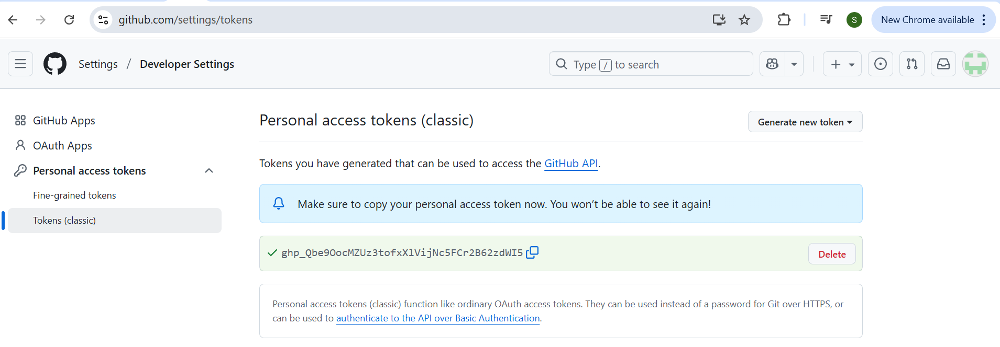 github.com/settings/tokens
S
New Chrome available
Settings / Developer Settings
Type / to search
GitHub Apps
OAuth Apps
Personal access tokens
Fine-grained tokens
Tokens (classic)
Personal access tokens (classic)
Generate new token
Tokens you have generated that can be used to access the GitHub API.
Make sure to copy your personal access token now. You won’t be able to see it again!
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
Delete
Personal access tokens (classic) function like ordinary OAuth access tokens. They can be used instead of a password for Git over HTTPS, or
can be used to authenticate to the API over Basic Authentication.